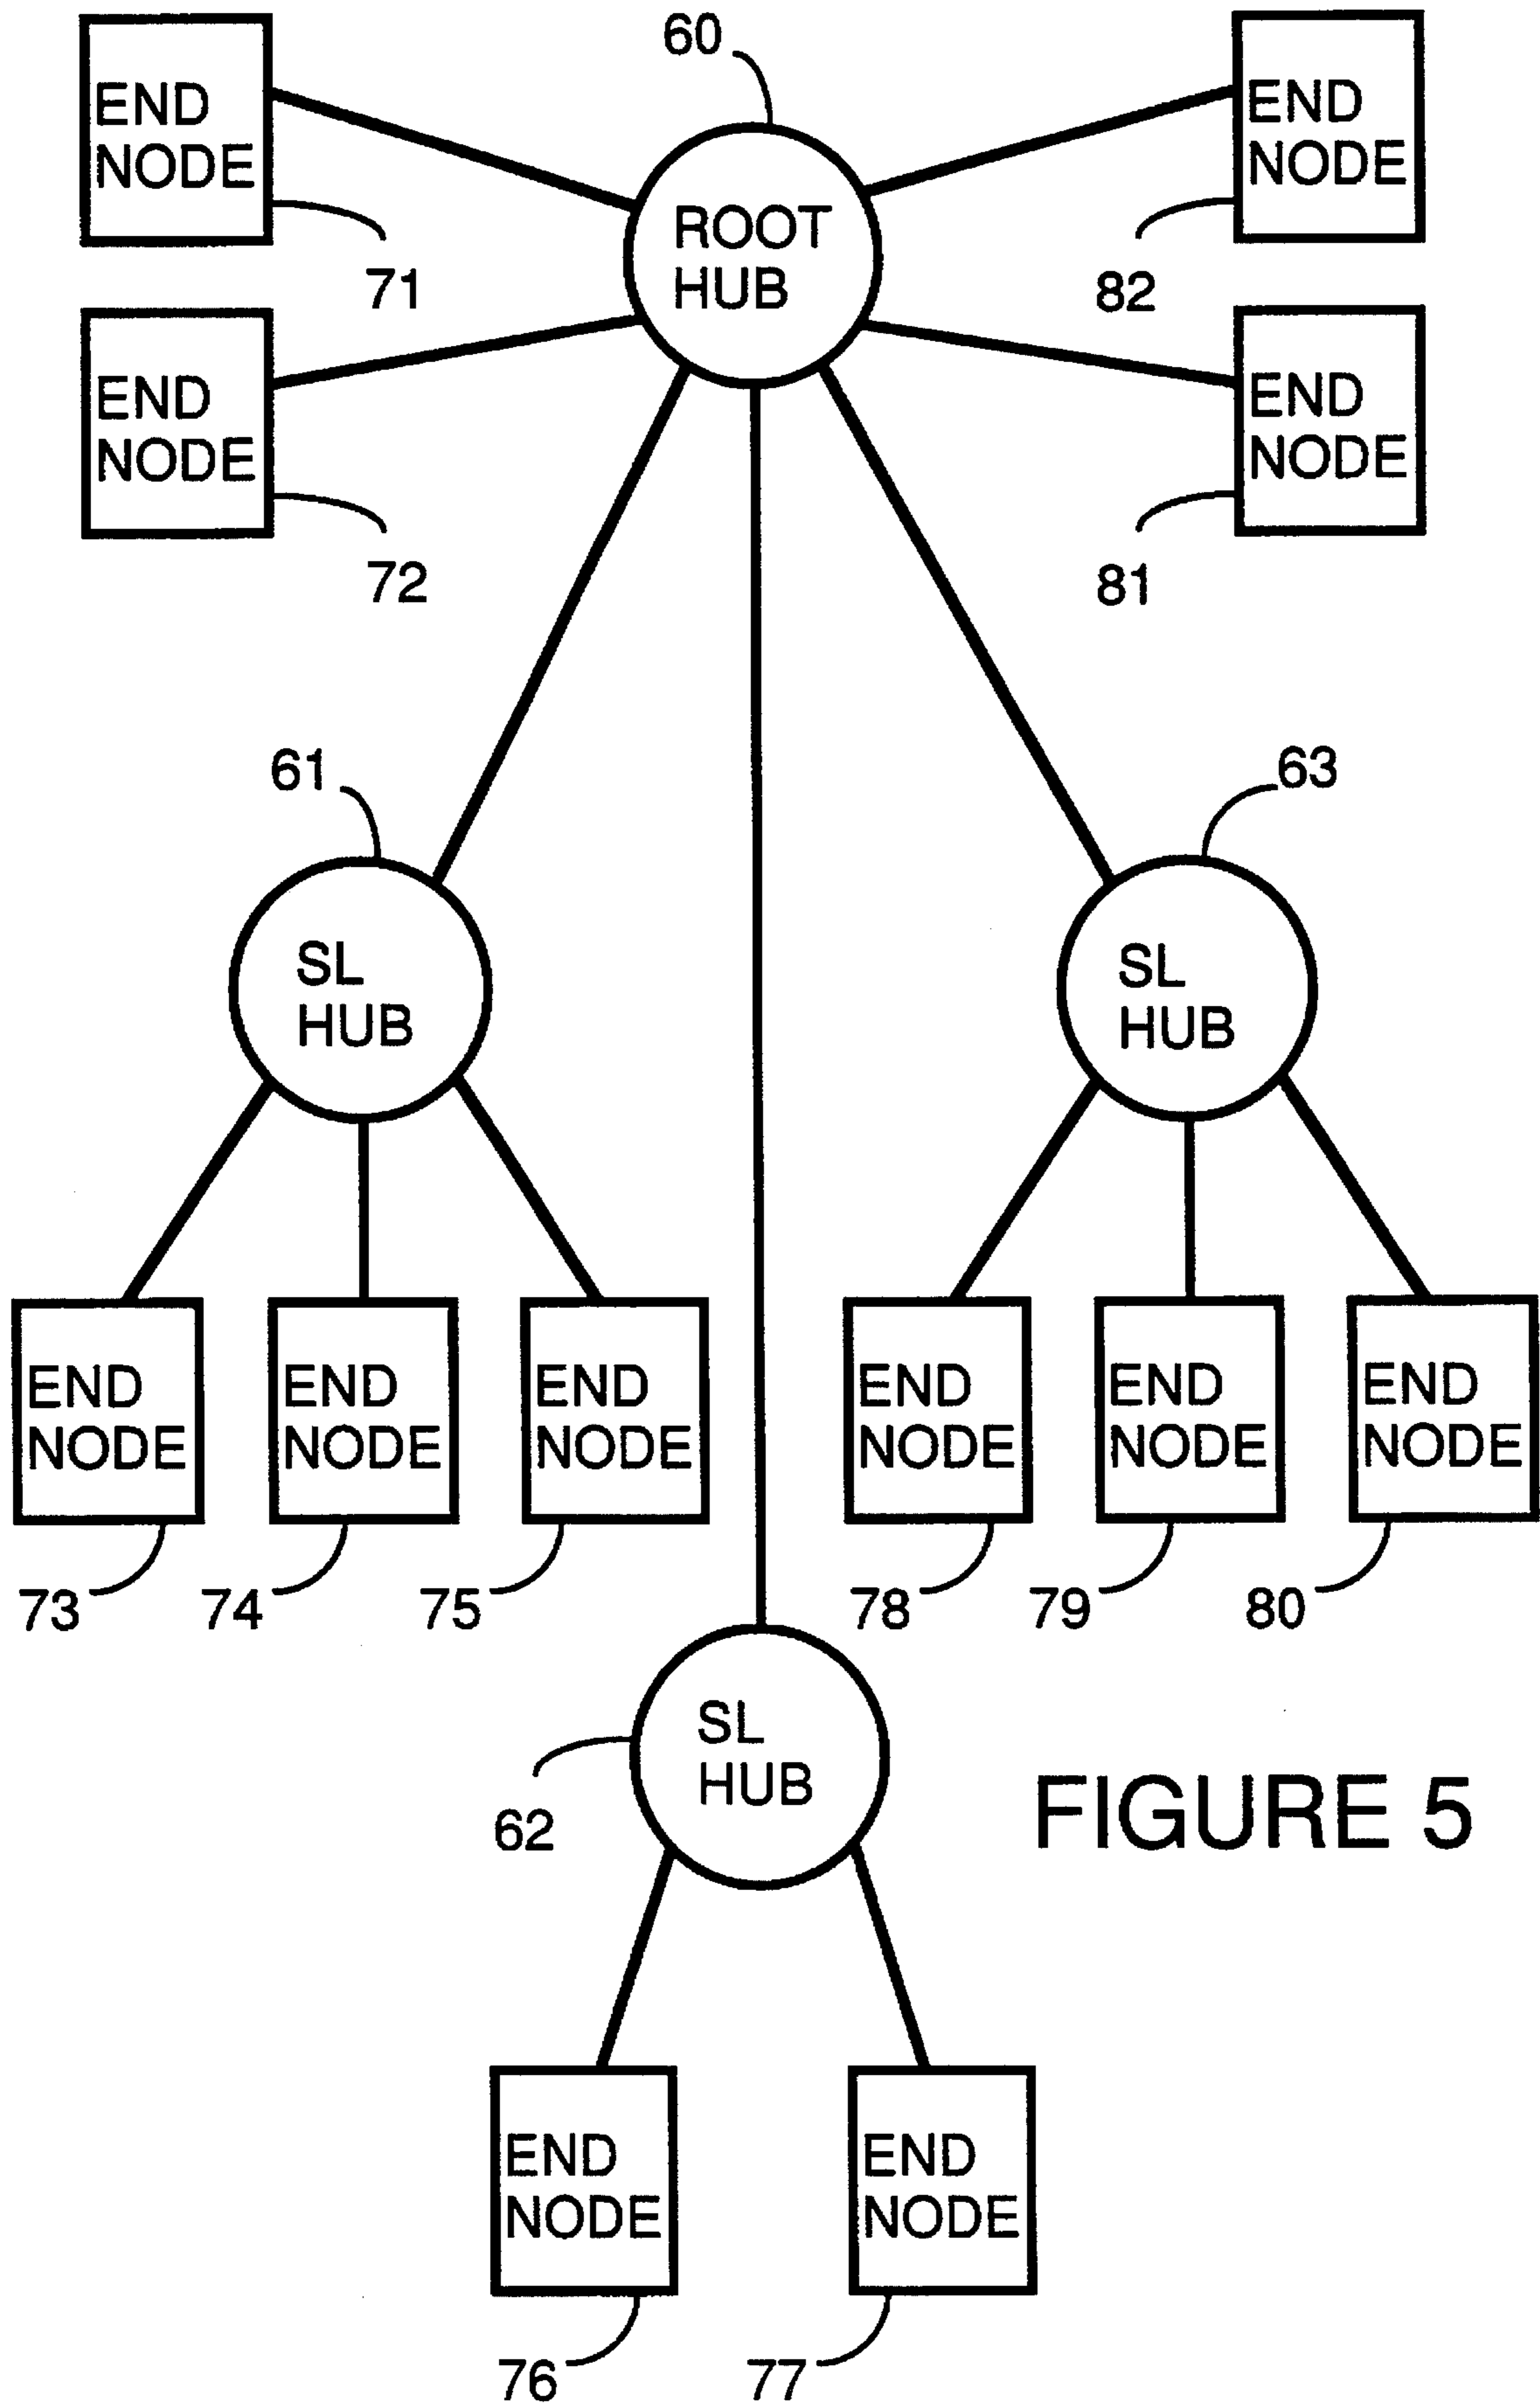 60
END
NODE
71
ROOT
HUB
END
NODE
82
END
NODE
72
END
NODE
81
61
63
SL
HUB
SL
HUB
END
NODE
END
NODE
END
NODE
END
NODE
END
NODE
END
NODE
73
74
75
78
79
80
SL
HUB
62
FIGURE 5
END
NODE
END
NODE
76
77